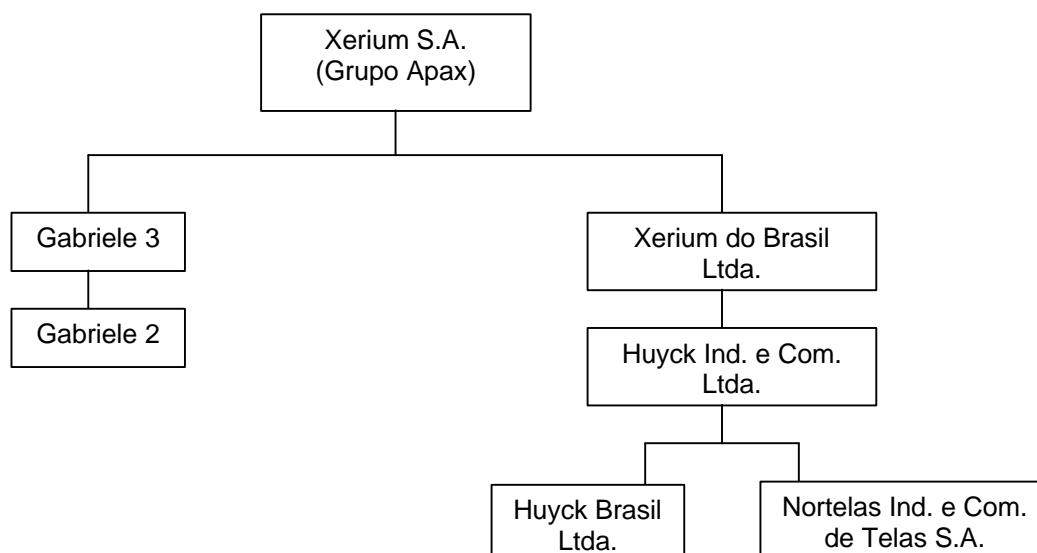 Xerium S.A.
(Grupo Apax)
Gabriele 3
Xerium do Brasil
Ltda.
Gabriele 2
Huyck Ind. e Com.
Ltda.
Huyck Brasil
Ltda.
Nortelas Ind. e Com.
de Telas S.A.